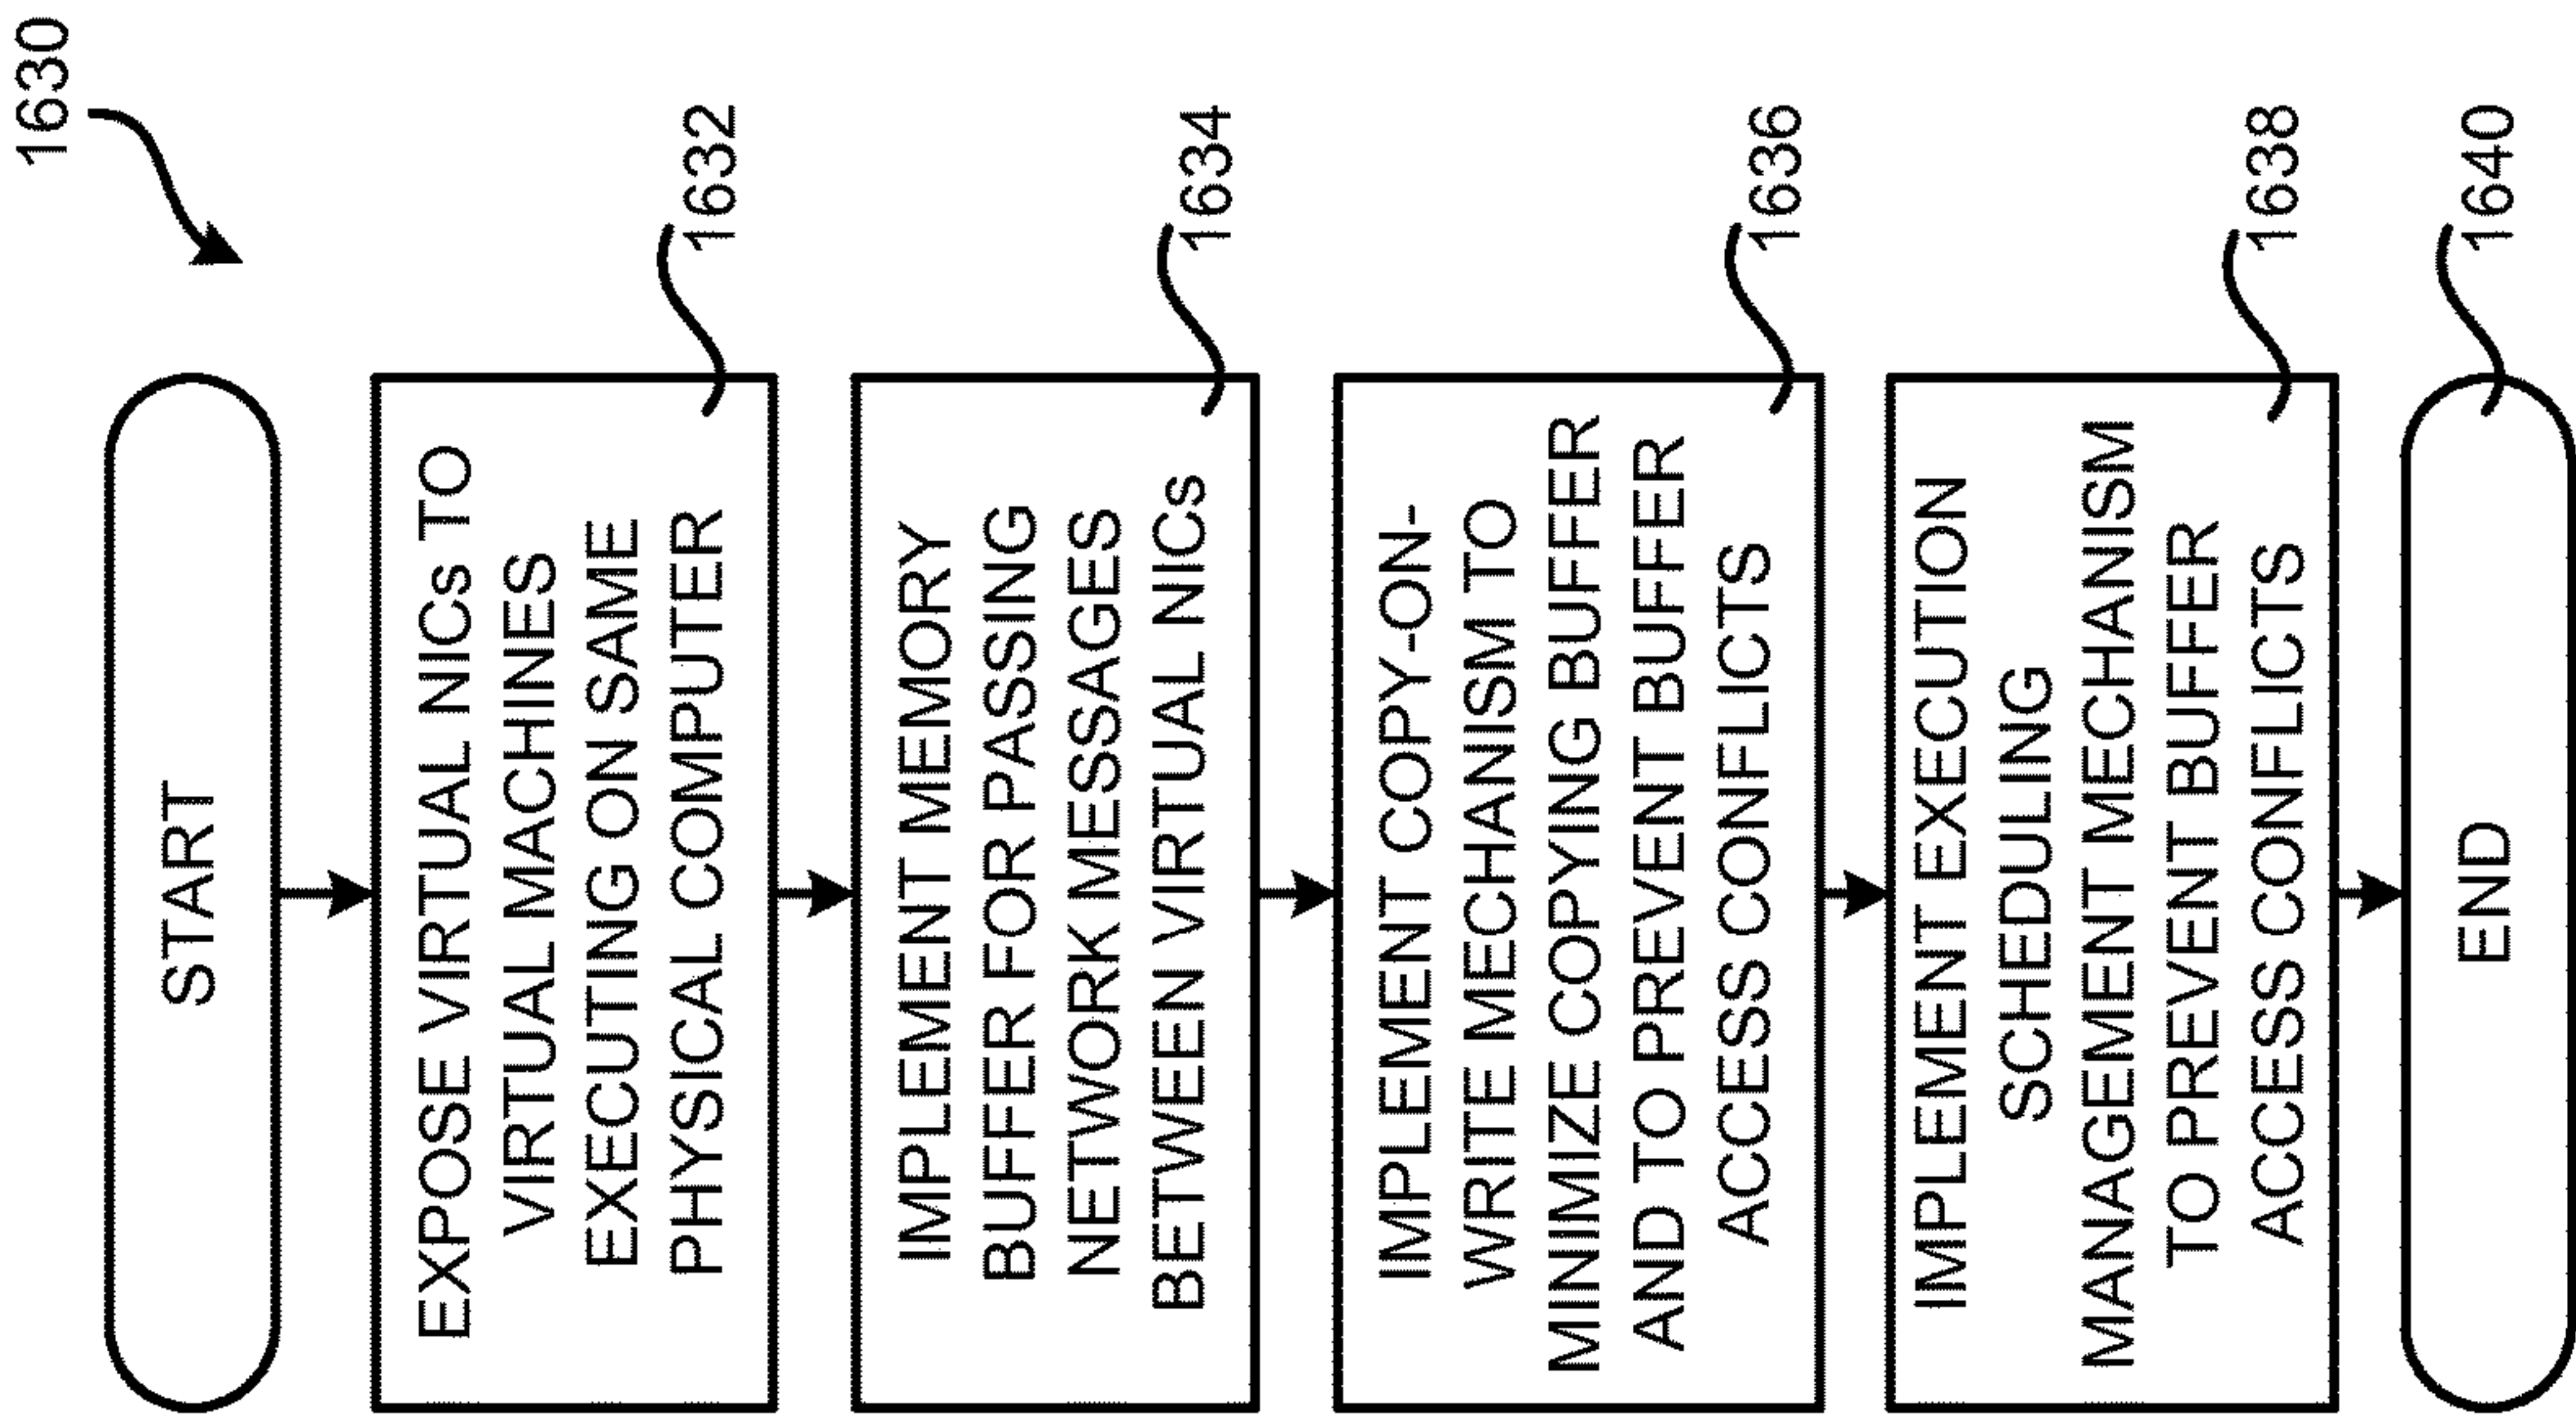 1630
START
EXPOSE VIRTUAL NICs TO
VIRTUAL MACHINES
EXECUTING ON SAME
PHYSICAL COMPUTER
1632
IMPLEMENT MEMORY
BUFFER FOR PASSING
NETWORK MESSAGES
BETWEEN VIRTUAL NICs
1634
IMPLEMENT COPY-ON-
WRITE MECHANISM TO
MINIMIZE COPYING BUFFER
AND TO PREVENT BUFFER
ACCESS CONFLICTS
1636
IMPLEMENT EXECUTION
SCHEDULING
MANAGEMENT MECHANISM
TO PREVENT BUFFER
ACCESS CONFLICTS
1638
END
1640